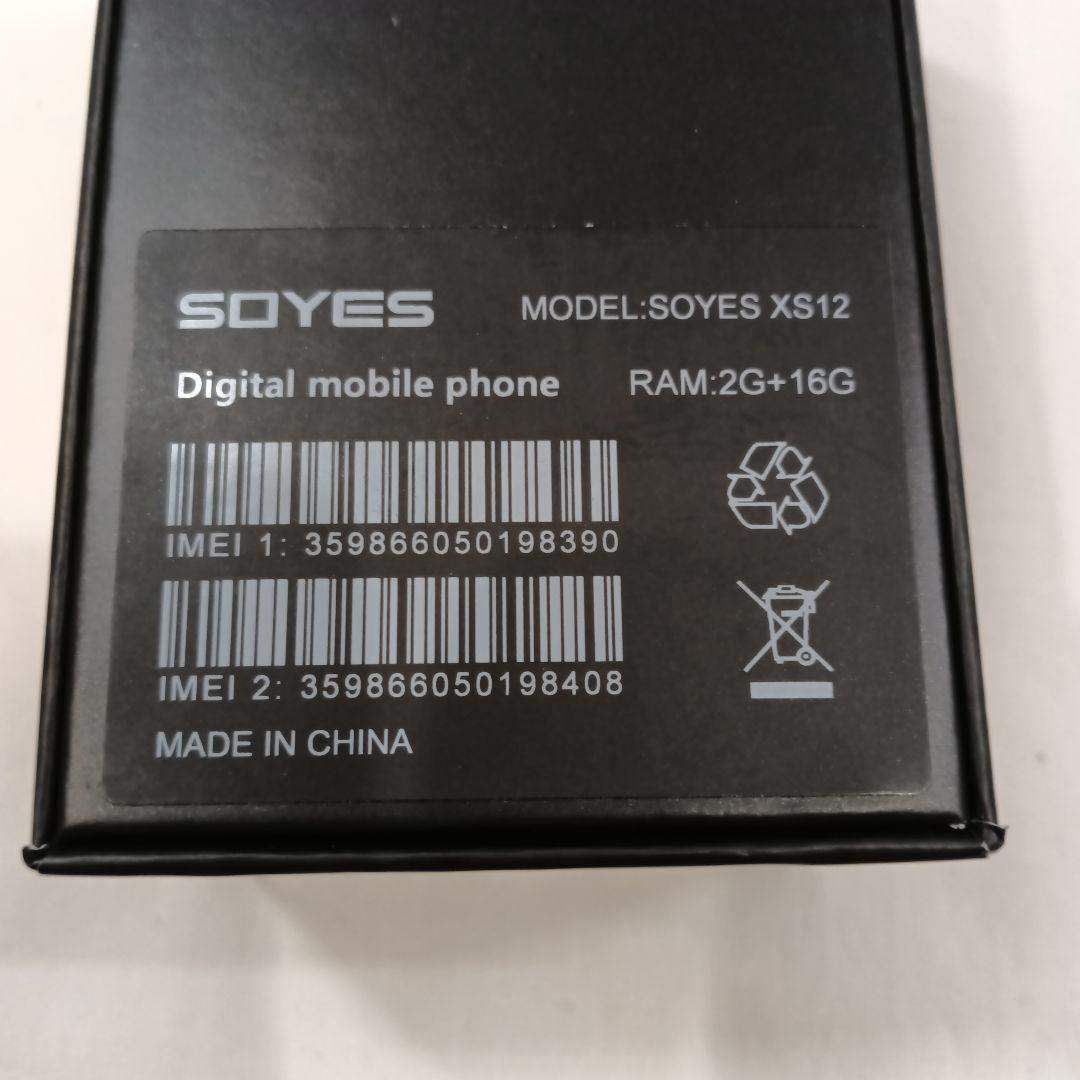 SOYES MODEL:SOYES XS12
Digital mobile phone RAM:2G+16G
IMEI 1: 359866050198390
IMEI 2: 359866050198408
MADE IN CHINA